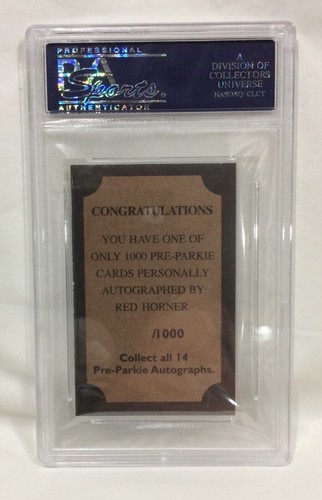 PROFESSIONAL
PSA
Sports
AUTHENTICATOR
A
DIVISION OF
COLLECTORS
UNIVERSE
NASDAQ: CLCT
CONGRATULATIONS
YOU HAVE ONE OF
ONLY 1000 PRE-PARKIE
CARDS PERSONALLY
AUTOGRAPHED BY
RED HORNER.
/1000
Collect all 14
Pre-Parkie Autographs.